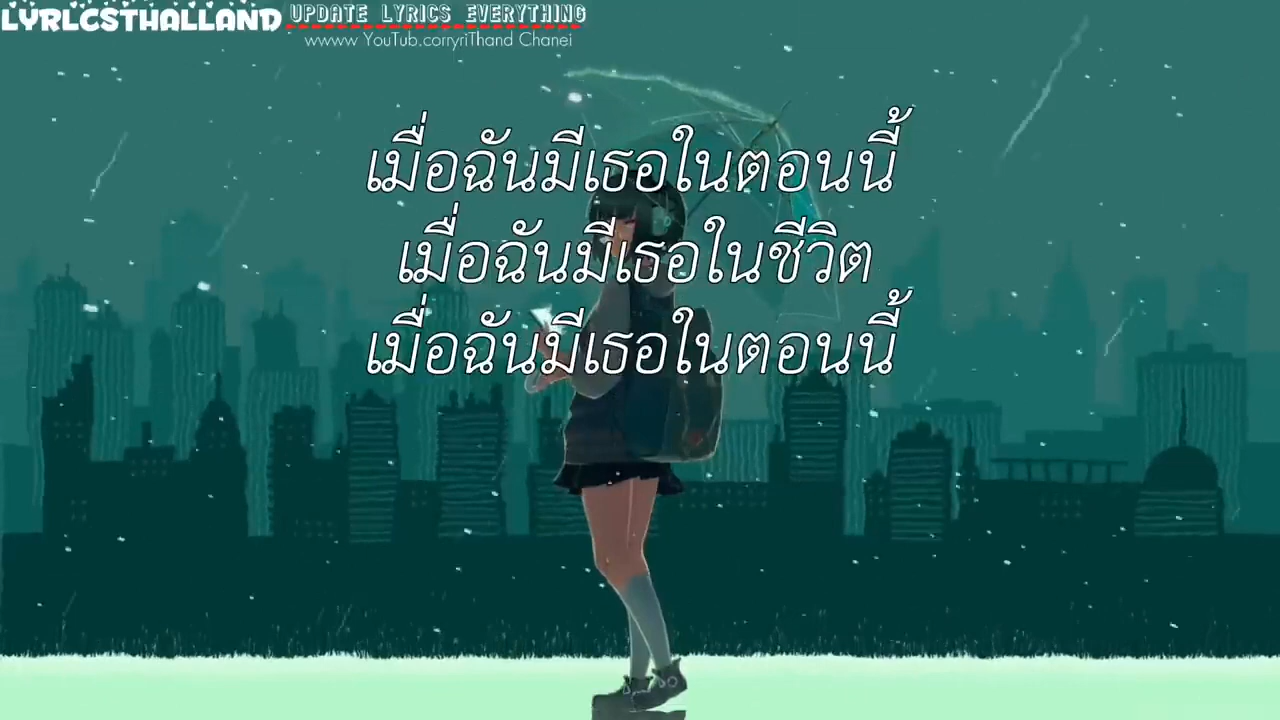 LYRLCSTHALLAND UPDATE LYRICS EVERYTHING
wwww YouTub.corryriThand Chanei
เมื่อฉันมีเธอในตอนนี้
เมื่อฉันมีเธอในชีวิต
เมื่อฉันมีเธอในตอนนี้